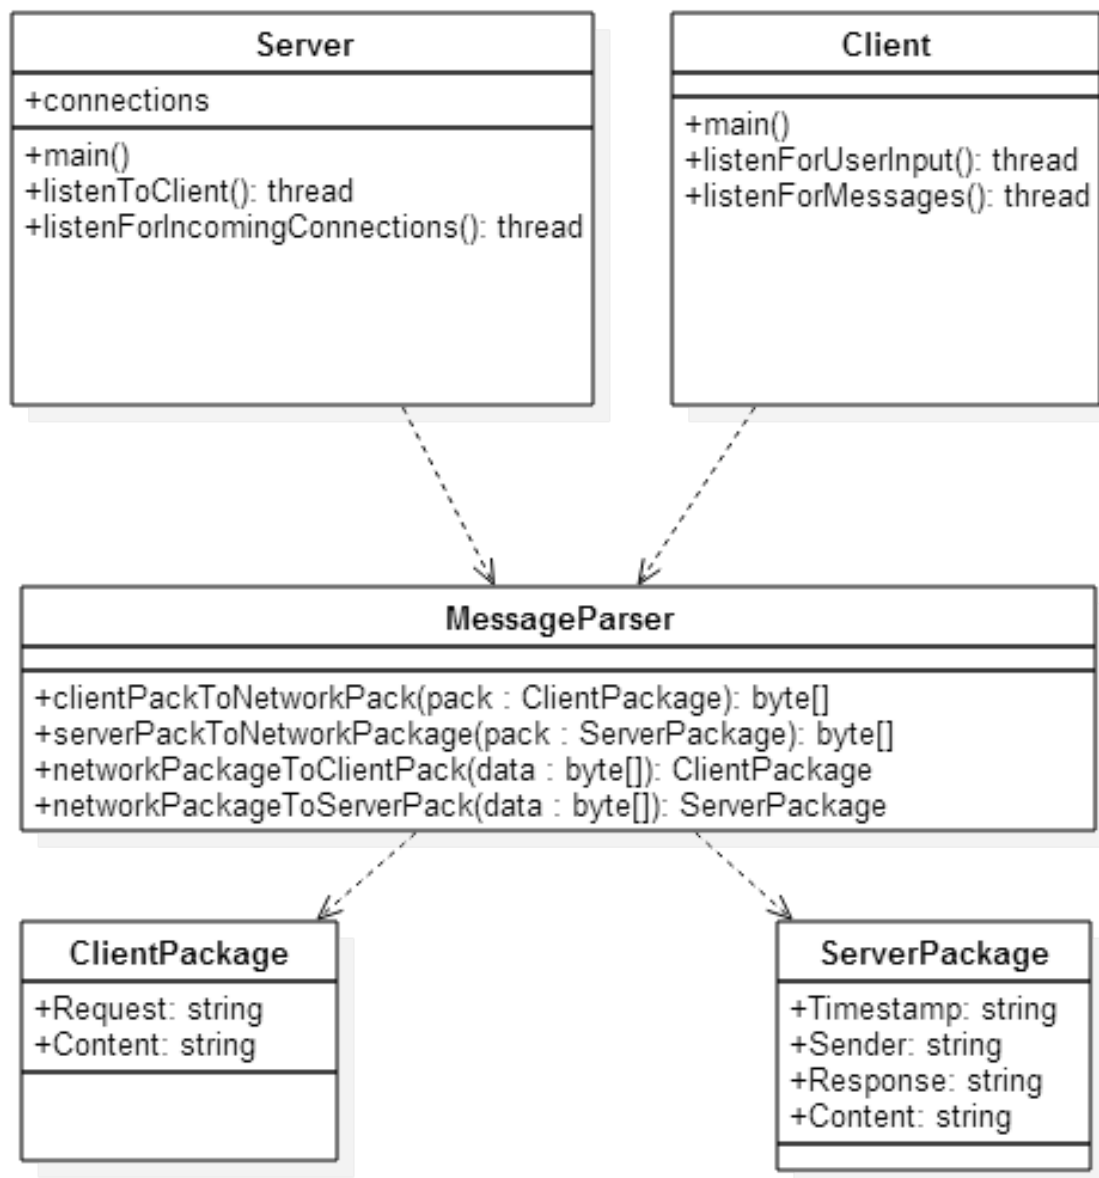 Server
+connections
+main()
+listenToClient(): thread
+listenForIncomingConnections(): thread
Client
+main()
+listenForUserInput(): thread
+listenForMessages(): thread
MessageParser
+clientPackToNetworkPack(pack : ClientPackage): byte[]
+serverPackToNetworkPackage(pack : ServerPackage): byte[]
+networkPackageToClientPack(data : byte[]): ClientPackage
+networkPackageToServerPack(data : byte[]): ServerPackage
ClientPackage
+Request: string
+Content: string
ServerPackage
+Timestamp: string
+Sender: string
+Response: string
+Content: string